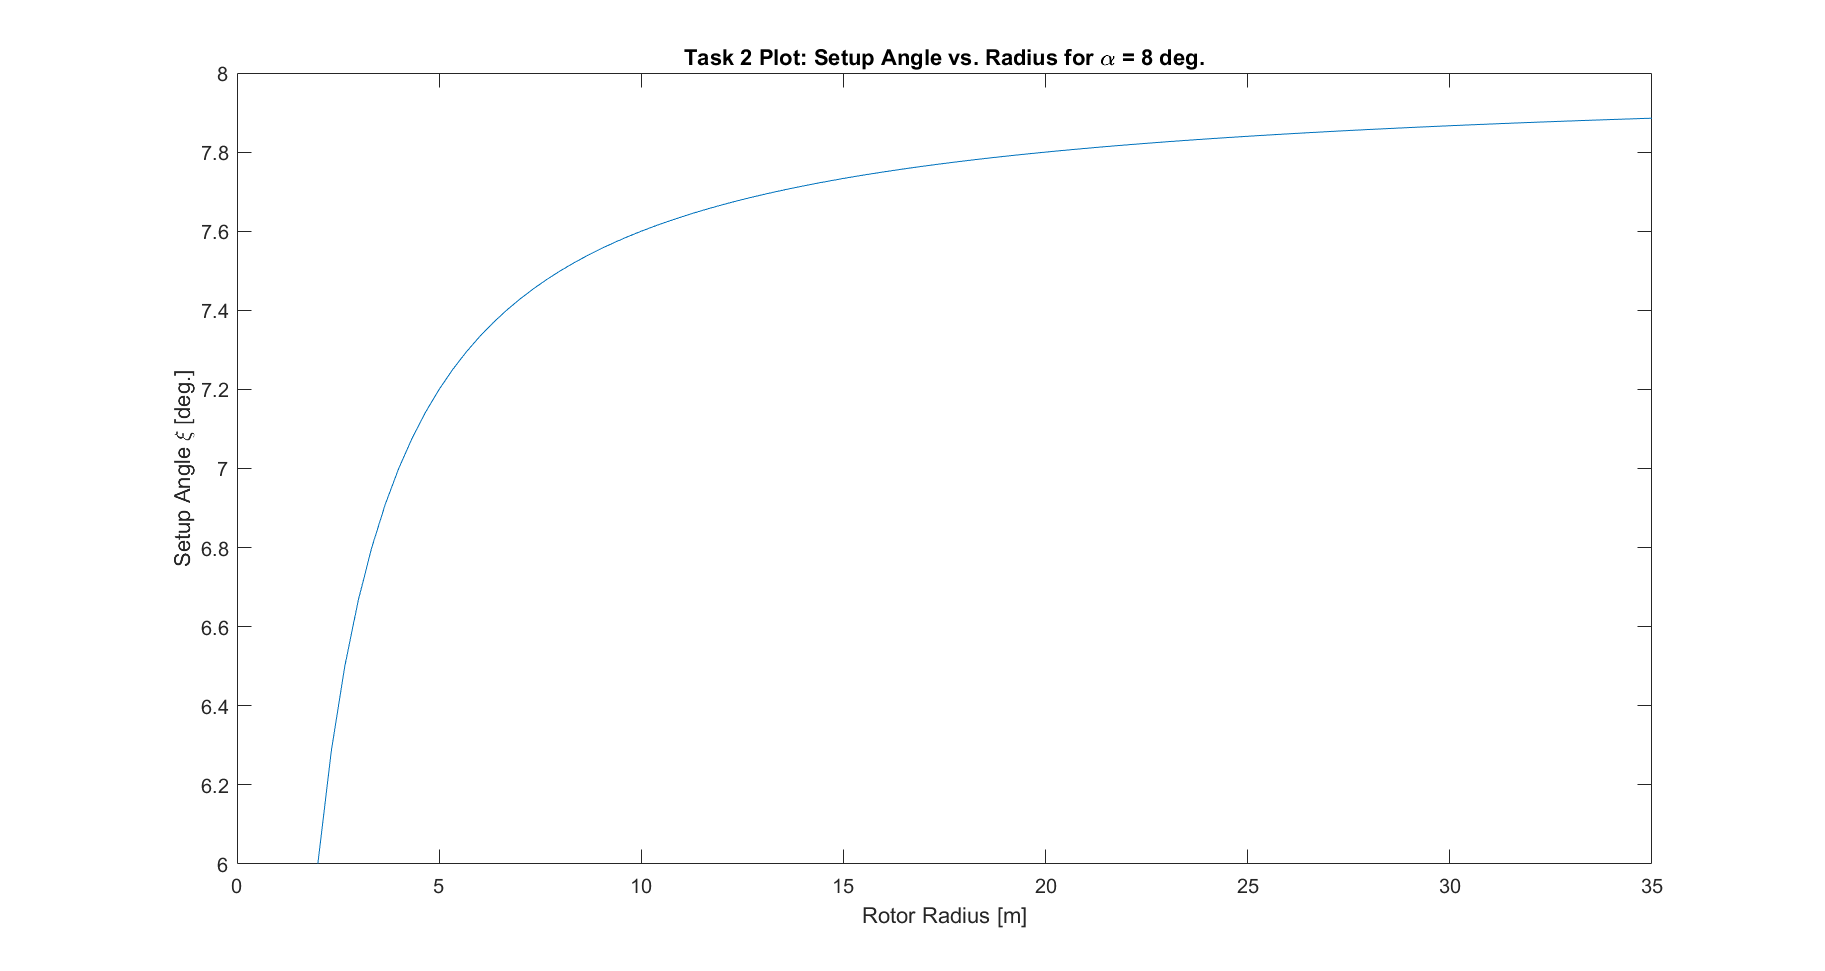 Task 2 Plot: Setup Angle vs. Radius for α = 8 deg.
8
7.8
7.6
7.4
7.2
7
6.8
6.6
6.4
6.2
6
Setup Angle ξ [deg.]
0 5 10 15 20 25 30 35
Rotor Radius [m]